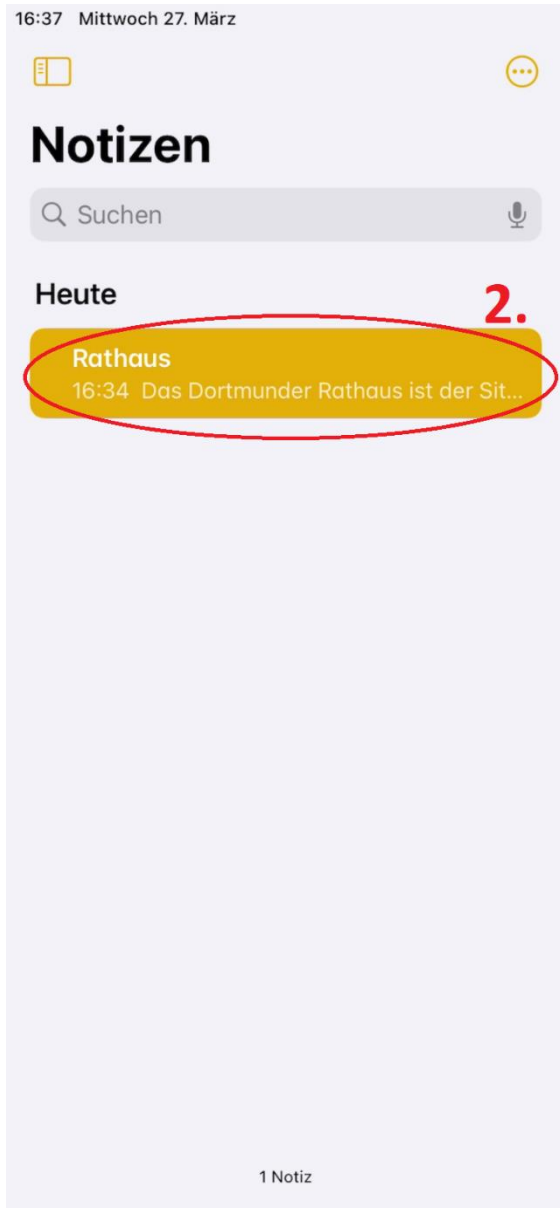 16:37 Mittwoch 27. März
Notizen
Suchen
Heute
2.
Rathaus
16:34 Das Dortmunder Rathaus ist der Sit...
1 Notiz